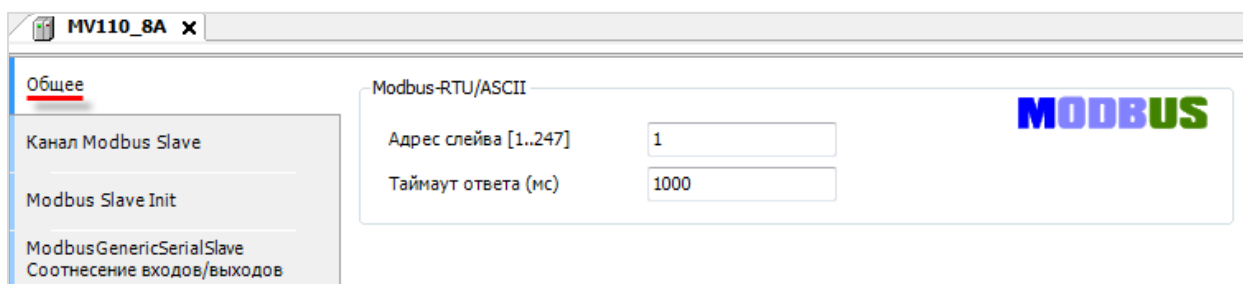 MV110_8A
Общее
Канал Modbus Slave
Modbus Slave Init
ModbusGenericSerialSlave
Соотнесение входов/выходов
Modbus-RTU/ASCII
MODBUS
Адрес слейва [1..247] 1
Таймаут ответа (мс) 1000